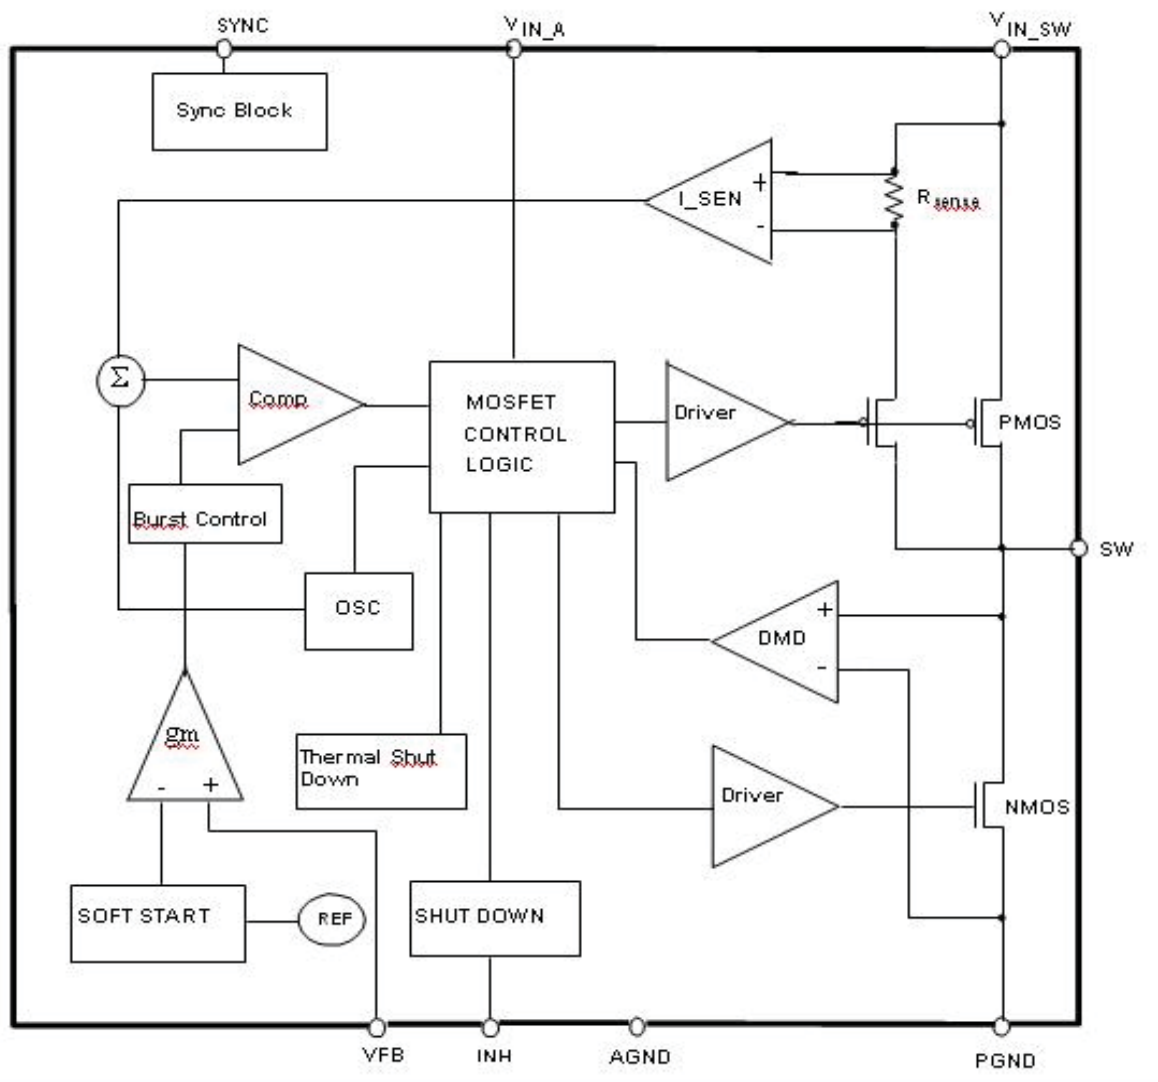 SYNC
VIN_A
VIN_SW
Sync Block
I_SEN
+
-
Rsense
Σ
Comp
MOSFET
CONTROL
LOGIC
Driver
PMOS
Burst Control
SW
OSC
DMD
+
-
gm
-
+
Thermal Shut
Down
Driver
NMOS
SOFT START
REF
SHUT DOWN
VFB
INH
AGND
PGND